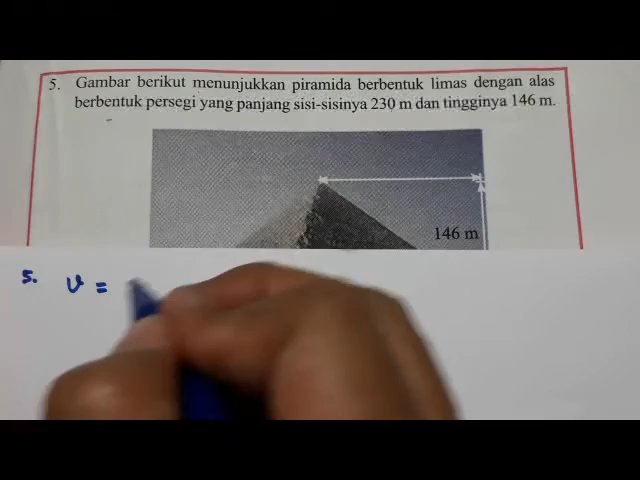 5. Gambar berikut menunjukkan piramida berbentuk limas dengan alas
berbentuk persegi yang panjang sisi-sisinya 230 m dan tingginya 146 m.
146 m
5. V =